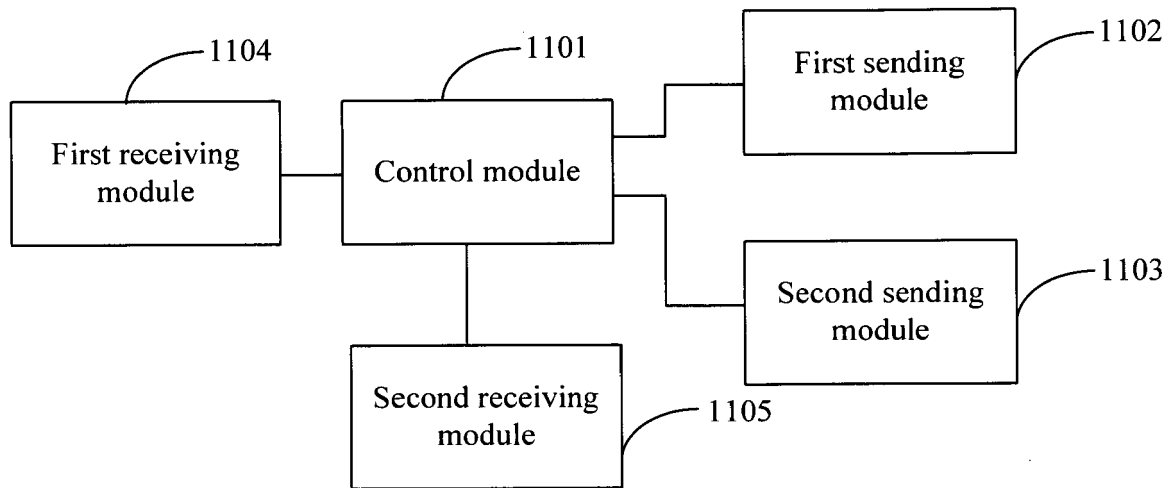 1104
1101
1102
First receiving
module
Control module
First sending
module
1103
Second sending
module
Second receiving
module
1105